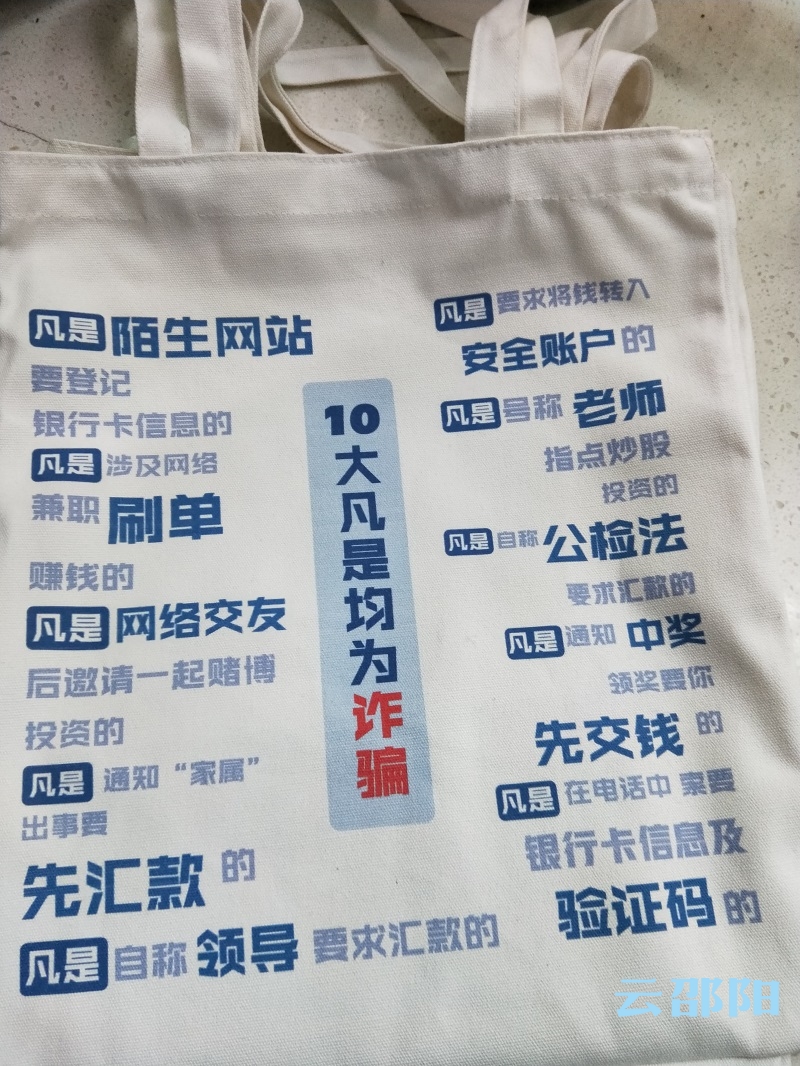 凡是 陌生网站
要登记
银行卡信息的
凡是 涉及网络
兼职 刷单
赚钱的
凡是 网络交友
后邀请一起赌博
投资的
凡是 通知“家属”
出事要
先汇款 的
凡是 自称 领导 要求汇款的
10大凡是均为诈骗
凡是 要求将钱转入
安全账户 的
凡是 号称 老师
指点炒股
投资的
凡是 自称 公检法
要求汇款的
凡是 通知 中奖
领奖要你
先交钱 的
凡是 在电话中 索要
银行卡信息及
验证码 的
云邵阳